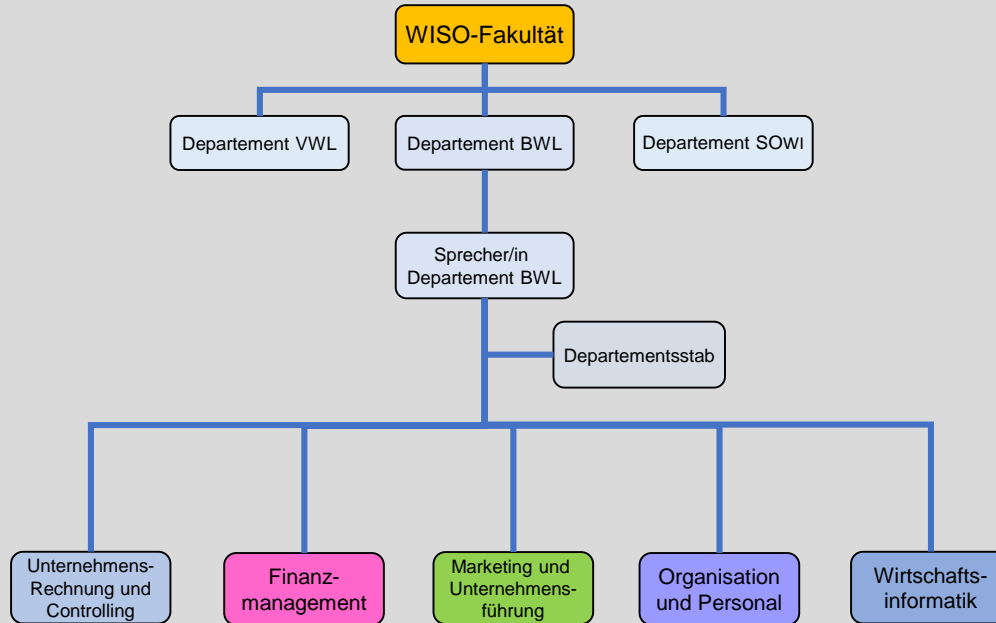 WISO-Fakultät
Departement VWL
Departement BWL
Departement SOWI
Sprecher/in
Departement BWL
Departementsstab
Unternehmens-
Rechnung und
Controlling
Finanz-
management
Marketing und
Unternehmens-
führung
Organisation
und Personal
Wirtschafts-
informatik